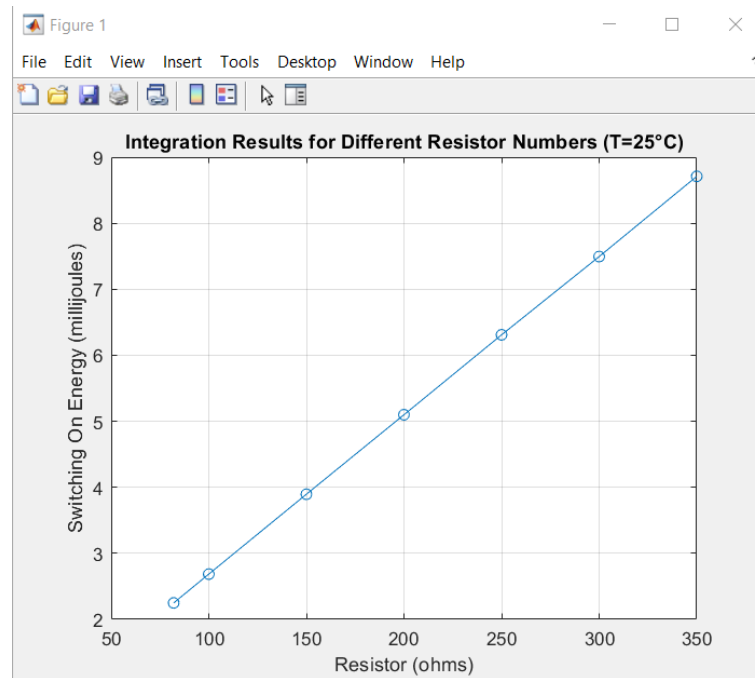 Figure 1
File Edit View Insert Tools Desktop Window Help
Integration Results for Different Resistor Numbers (T=25°C)
9
8
7
6
5
4
3
2
Switching On Energy (millijoules)
50 100 150 200 250 300 350
Resistor (ohms)